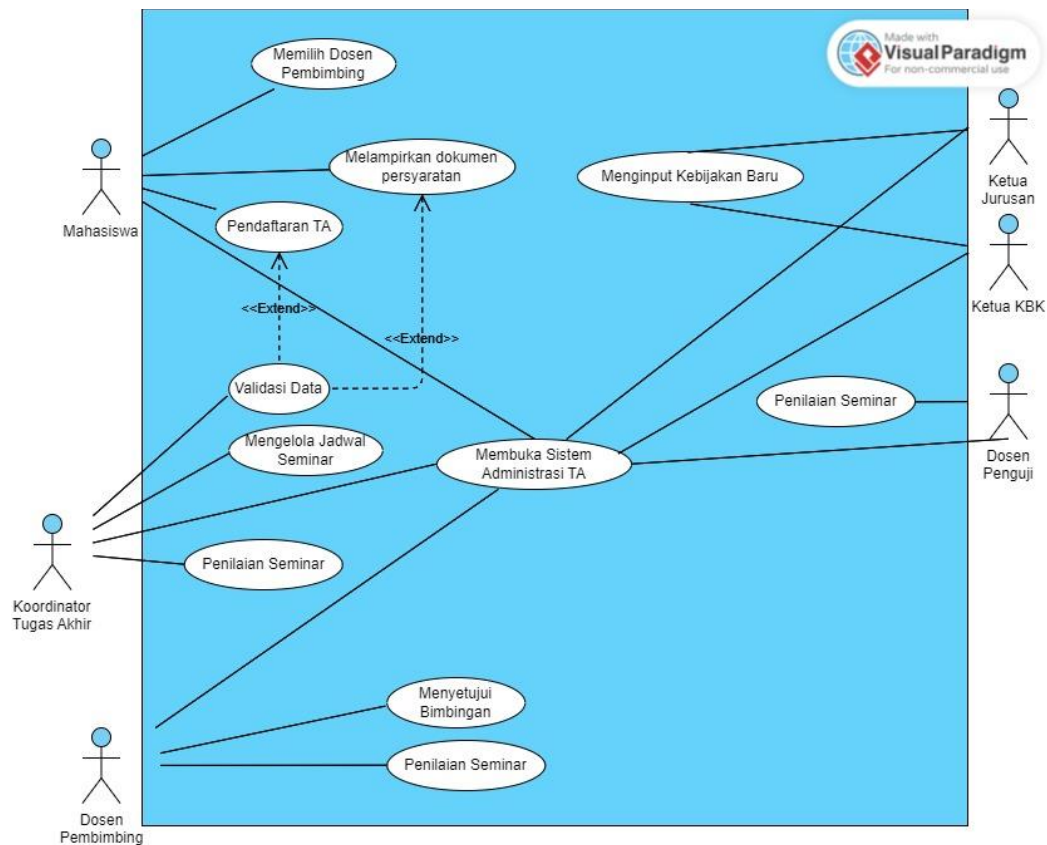 Made with
Visual Paradigm
For non-commercial use
Memilih Dosen
Pembimbing
Mahasiswa
Melampirkan dokumen
persyaratan
Menginput Kebijakan Baru
Ketua
Jurusan
Pendaftaran TA
Ketua KBK
<<Extend>>
<<Extend>>
Validasi Data
Penilaian Seminar
Mengelola Jadwal
Seminar
Membuka Sistem
Administrasi TA
Dosen
Penguji
Penilaian Seminar
Koordinator
Tugas Akhir
Menyetujui
Bimbingan
Penilaian Seminar
Dosen
Pembimbing